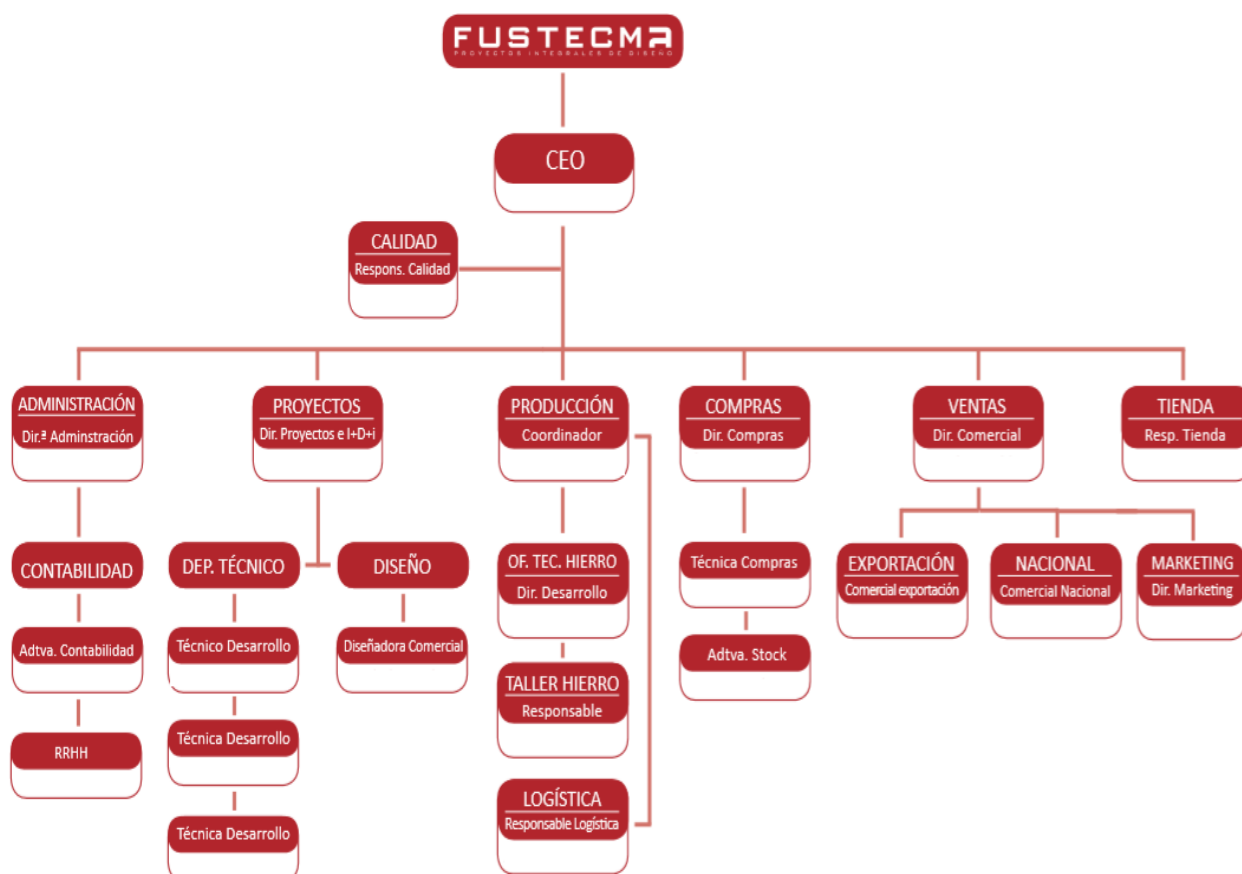 FUSTECMA
PROYECTOS INTEGRALES DE DISEÑO
CEO
CALIDAD
Respons. Calidad
ADMINISTRACIÓN
Dir.ª Adminstración
PROYECTOS
Dir. Proyectos e I+D+i
PRODUCCIÓN
Coordinador
COMPRAS
Dir. Compras
VENTAS
Dir. Comercial
TIENDA
Resp. Tienda
CONTABILIDAD
Adtva. Contabilidad
RRHH
DEP. TÉCNICO
Técnico Desarrollo
Técnica Desarrollo
Técnica Desarrollo
DISEÑO
Diseñadora Comercial
OF. TEC. HIERRO
Dir. Desarrollo
TALLER HIERRO
Responsable
LOGÍSTICA
Responsable Logística
Técnica Compras
Adtva. Stock
EXPORTACIÓN
Comercial exportación
NACIONAL
Comercial Nacional
MARKETING
Dir. Marketing